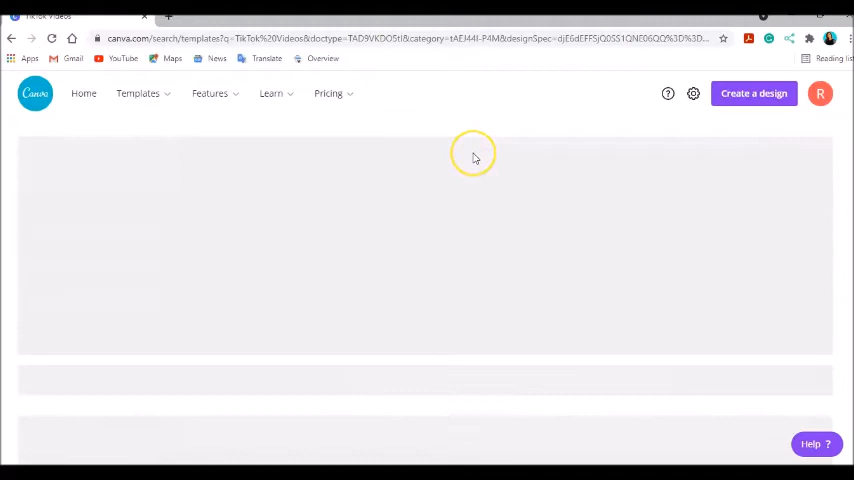 TikTok Videos
canva.com/search/templates?q=TikTok%20Videos&doctype=TAD9VKDO5tI&category=tAEJ44I-P4M&designSpec=djE6dEFFSjQ0SS1QNE06QQ%3D%3D...
Apps Gmail YouTube Maps News Translate Overview Reading list
Canva Home Templates Features Learn Pricing ? Create a design R
Help ?